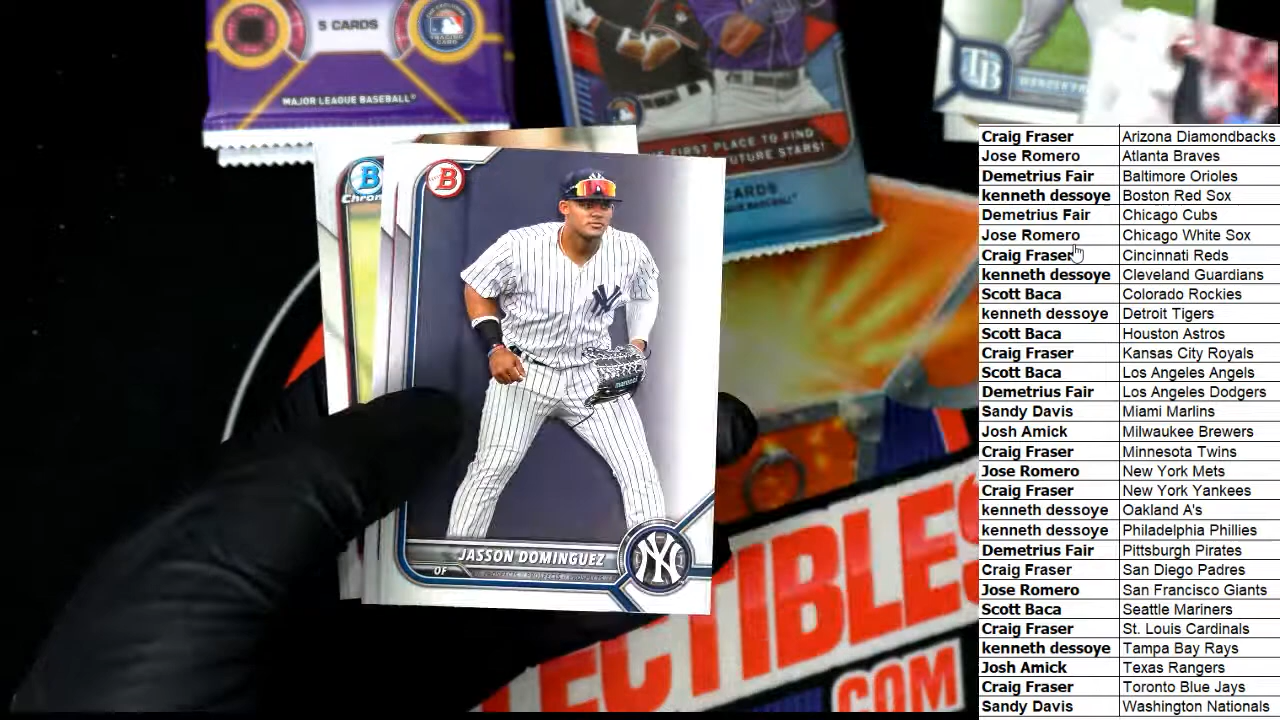 5 CARDS
MAJOR LEAGUE BASEBALL
FIRST PLACE TO FIND
FUTURE STARS!
CARDS
TB
B
Chrome
B
NY
JASSON DOMINGUEZ
OF
NY
CTIBLES
.COM
Craig Fraser Arizona Diamondbacks
Jose Romero Atlanta Braves
Demetrius Fair Baltimore Orioles
kenneth dessoye Boston Red Sox
Demetrius Fair Chicago Cubs
Jose Romero Chicago White Sox
Craig Fraser Cincinnati Reds
kenneth dessoye Cleveland Guardians
Scott Baca Colorado Rockies
kenneth dessoye Detroit Tigers
Scott Baca Houston Astros
Craig Fraser Kansas City Royals
Scott Baca Los Angeles Angels
Demetrius Fair Los Angeles Dodgers
Sandy Davis Miami Marlins
Josh Amick Milwaukee Brewers
Craig Fraser Minnesota Twins
Jose Romero New York Mets
Craig Fraser New York Yankees
kenneth dessoye Oakland A's
kenneth dessoye Philadelphia Phillies
Demetrius Fair Pittsburgh Pirates
Craig Fraser San Diego Padres
Jose Romero San Francisco Giants
Scott Baca Seattle Mariners
Craig Fraser St. Louis Cardinals
kenneth dessoye Tampa Bay Rays
Josh Amick Texas Rangers
Craig Fraser Toronto Blue Jays
Sandy Davis Washington Nationals